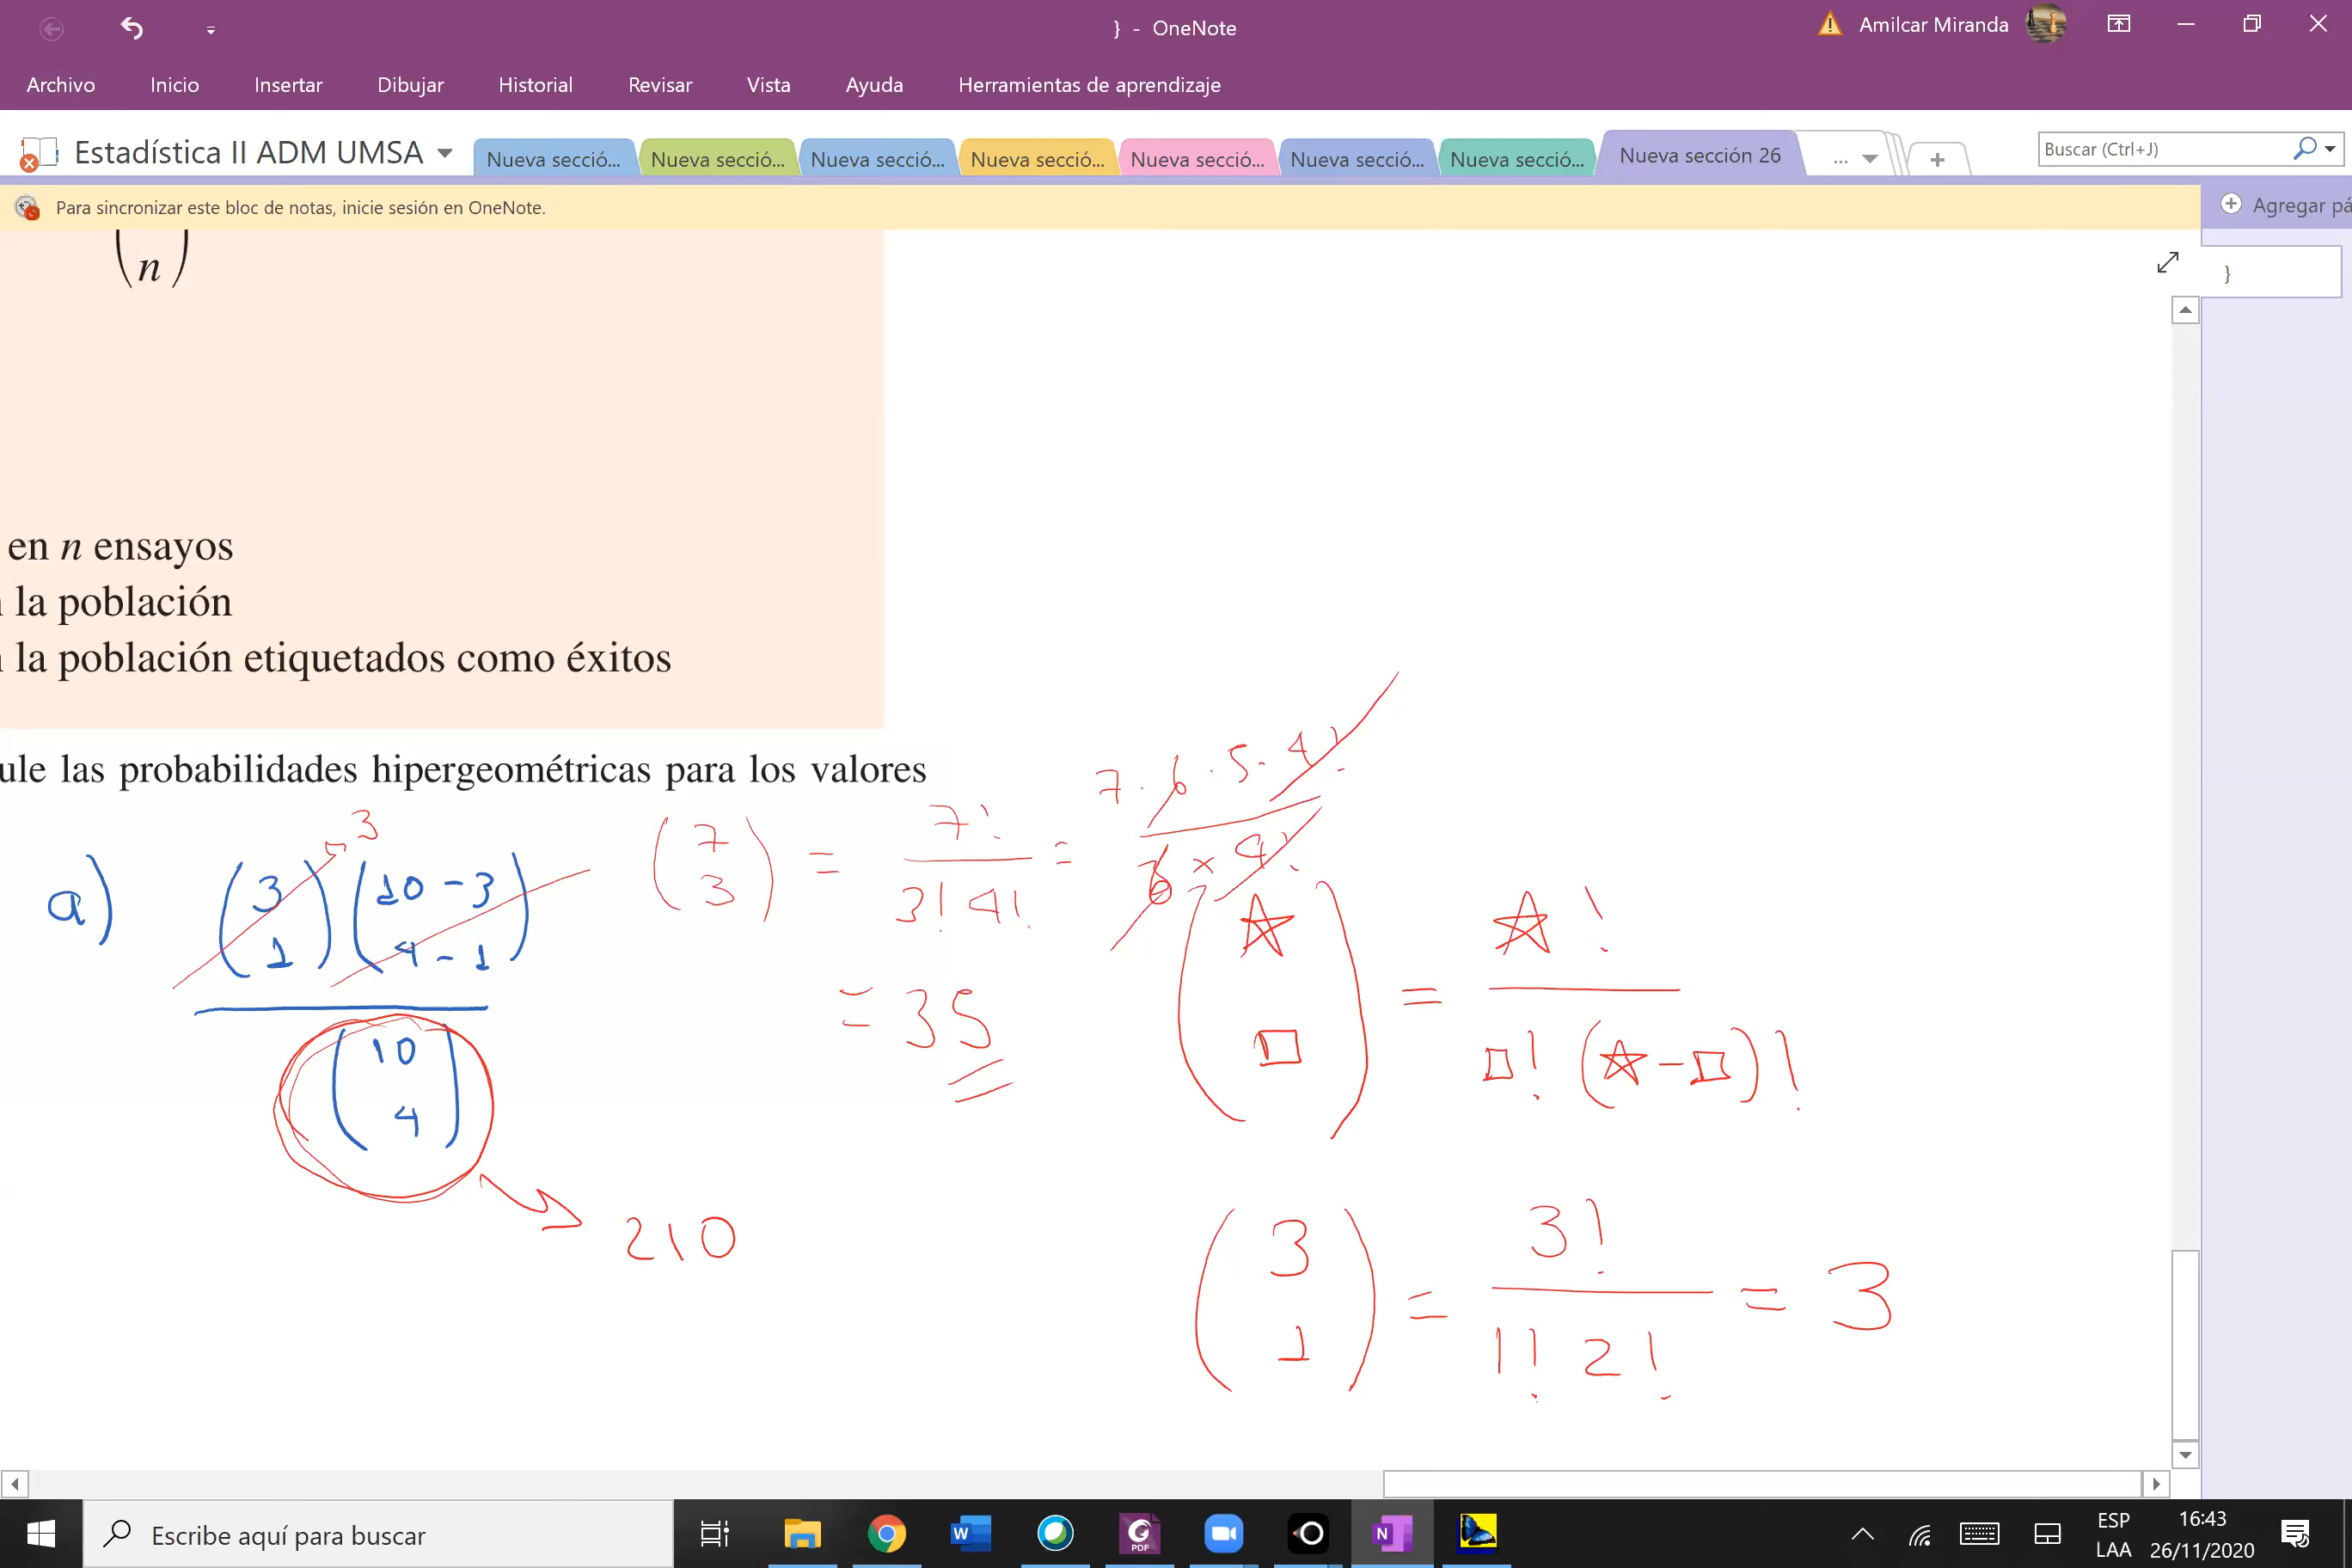 } - OneNote
Amilcar Miranda
Archivo Inicio Insertar Dibujar Historial Revisar Vista Ayuda Herramientas de aprendizaje
Estadística II ADM UMSA
Nueva secció... Nueva secció... Nueva secció... Nueva secció... Nueva secció... Nueva secció... Nueva secció... Nueva sección 26 ... +
Buscar (Ctrl+J)
Para sincronizar este bloc de notas, inicie sesión en OneNote.
Agregar pá
}
(n)
en n ensayos
la población
la población etiquetados como éxitos
ule las probabilidades hipergeométricas para los valores
a) (3 1) (10 - 3 4 - 1)
3
(10 4)
210
(7 3) = 7! / 3! 4! = 7 · 6 · 5 · 4! / 6 × 4!
= 35
(☆ □) = ☆! / □! (☆ - □)!
(3 1) = 3! / 1! 2! = 3
Escribe aquí para buscar
W
PDF
N
ESP
LAA
16:43
26/11/2020